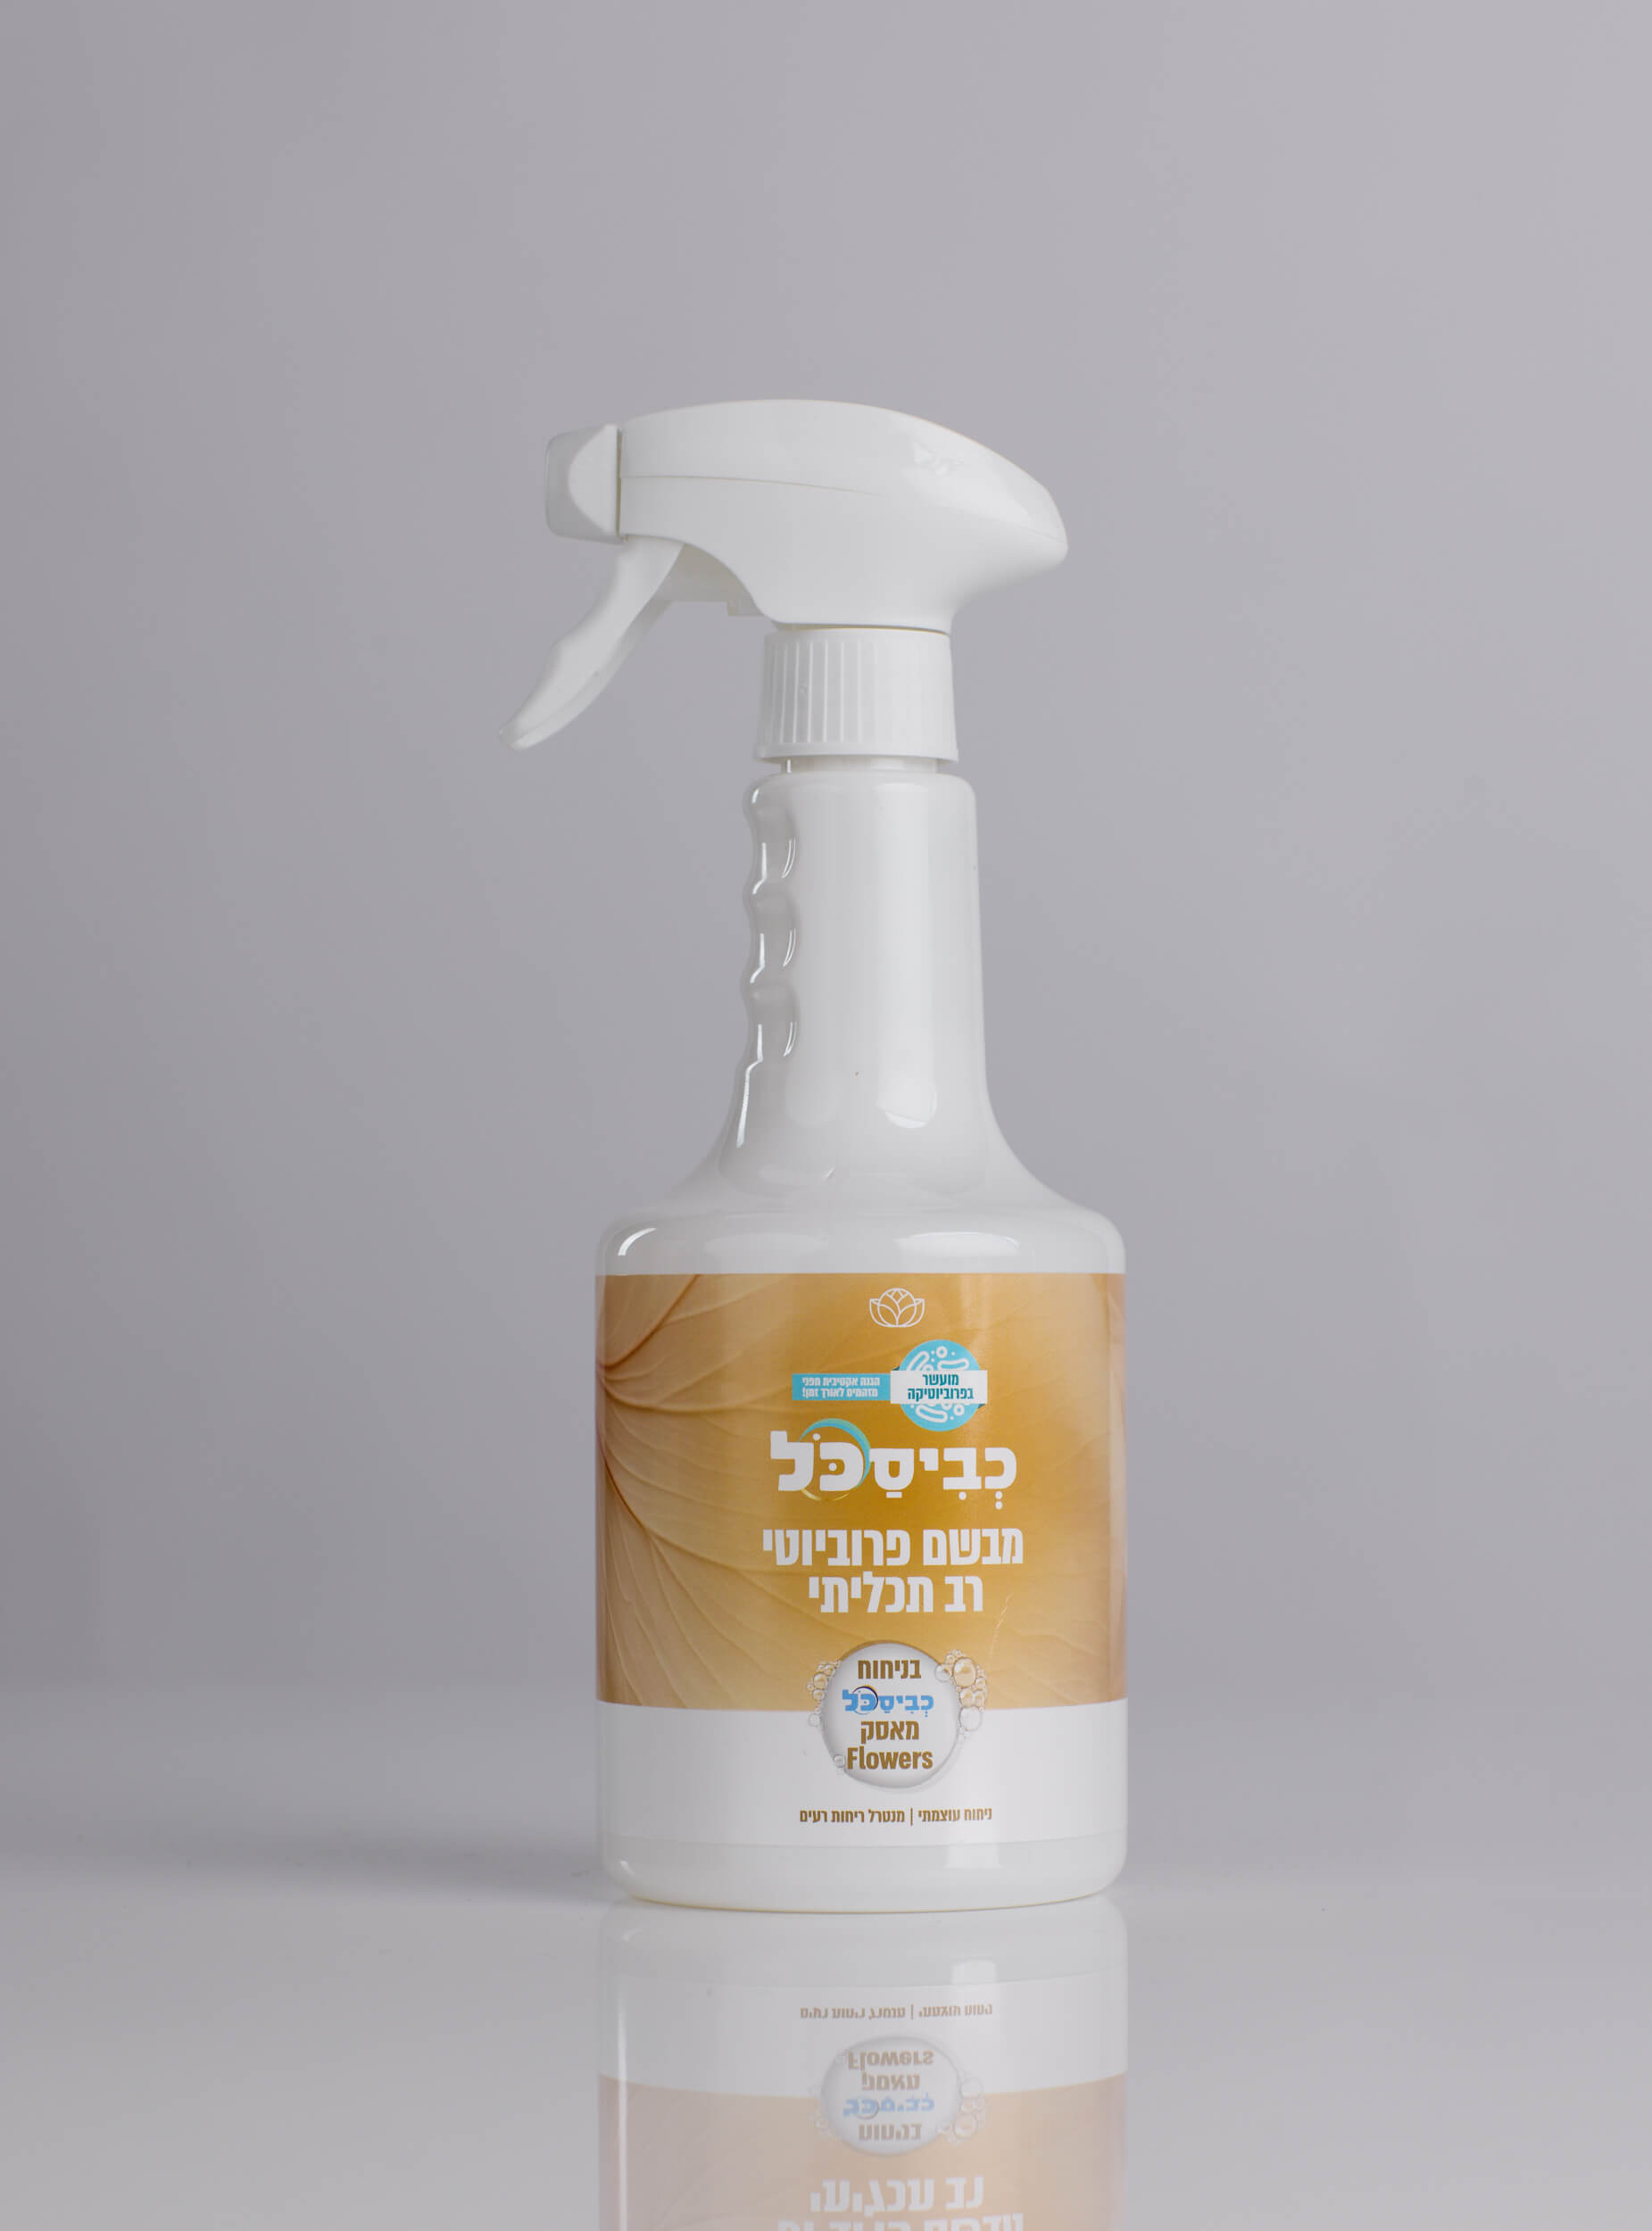 מועשר
בפרוביוטיקה
הגנה אקטיבית מפני
מזהמים לאורך זמן!
כְּבִיסַכֹּל
מבשם פרוביוטי
רב תכליתי
בניחוח
כְּבִיסַכֹּל
מאסק
Flowers
ניחוח עוצמתי | מנטרל ריחות רעים